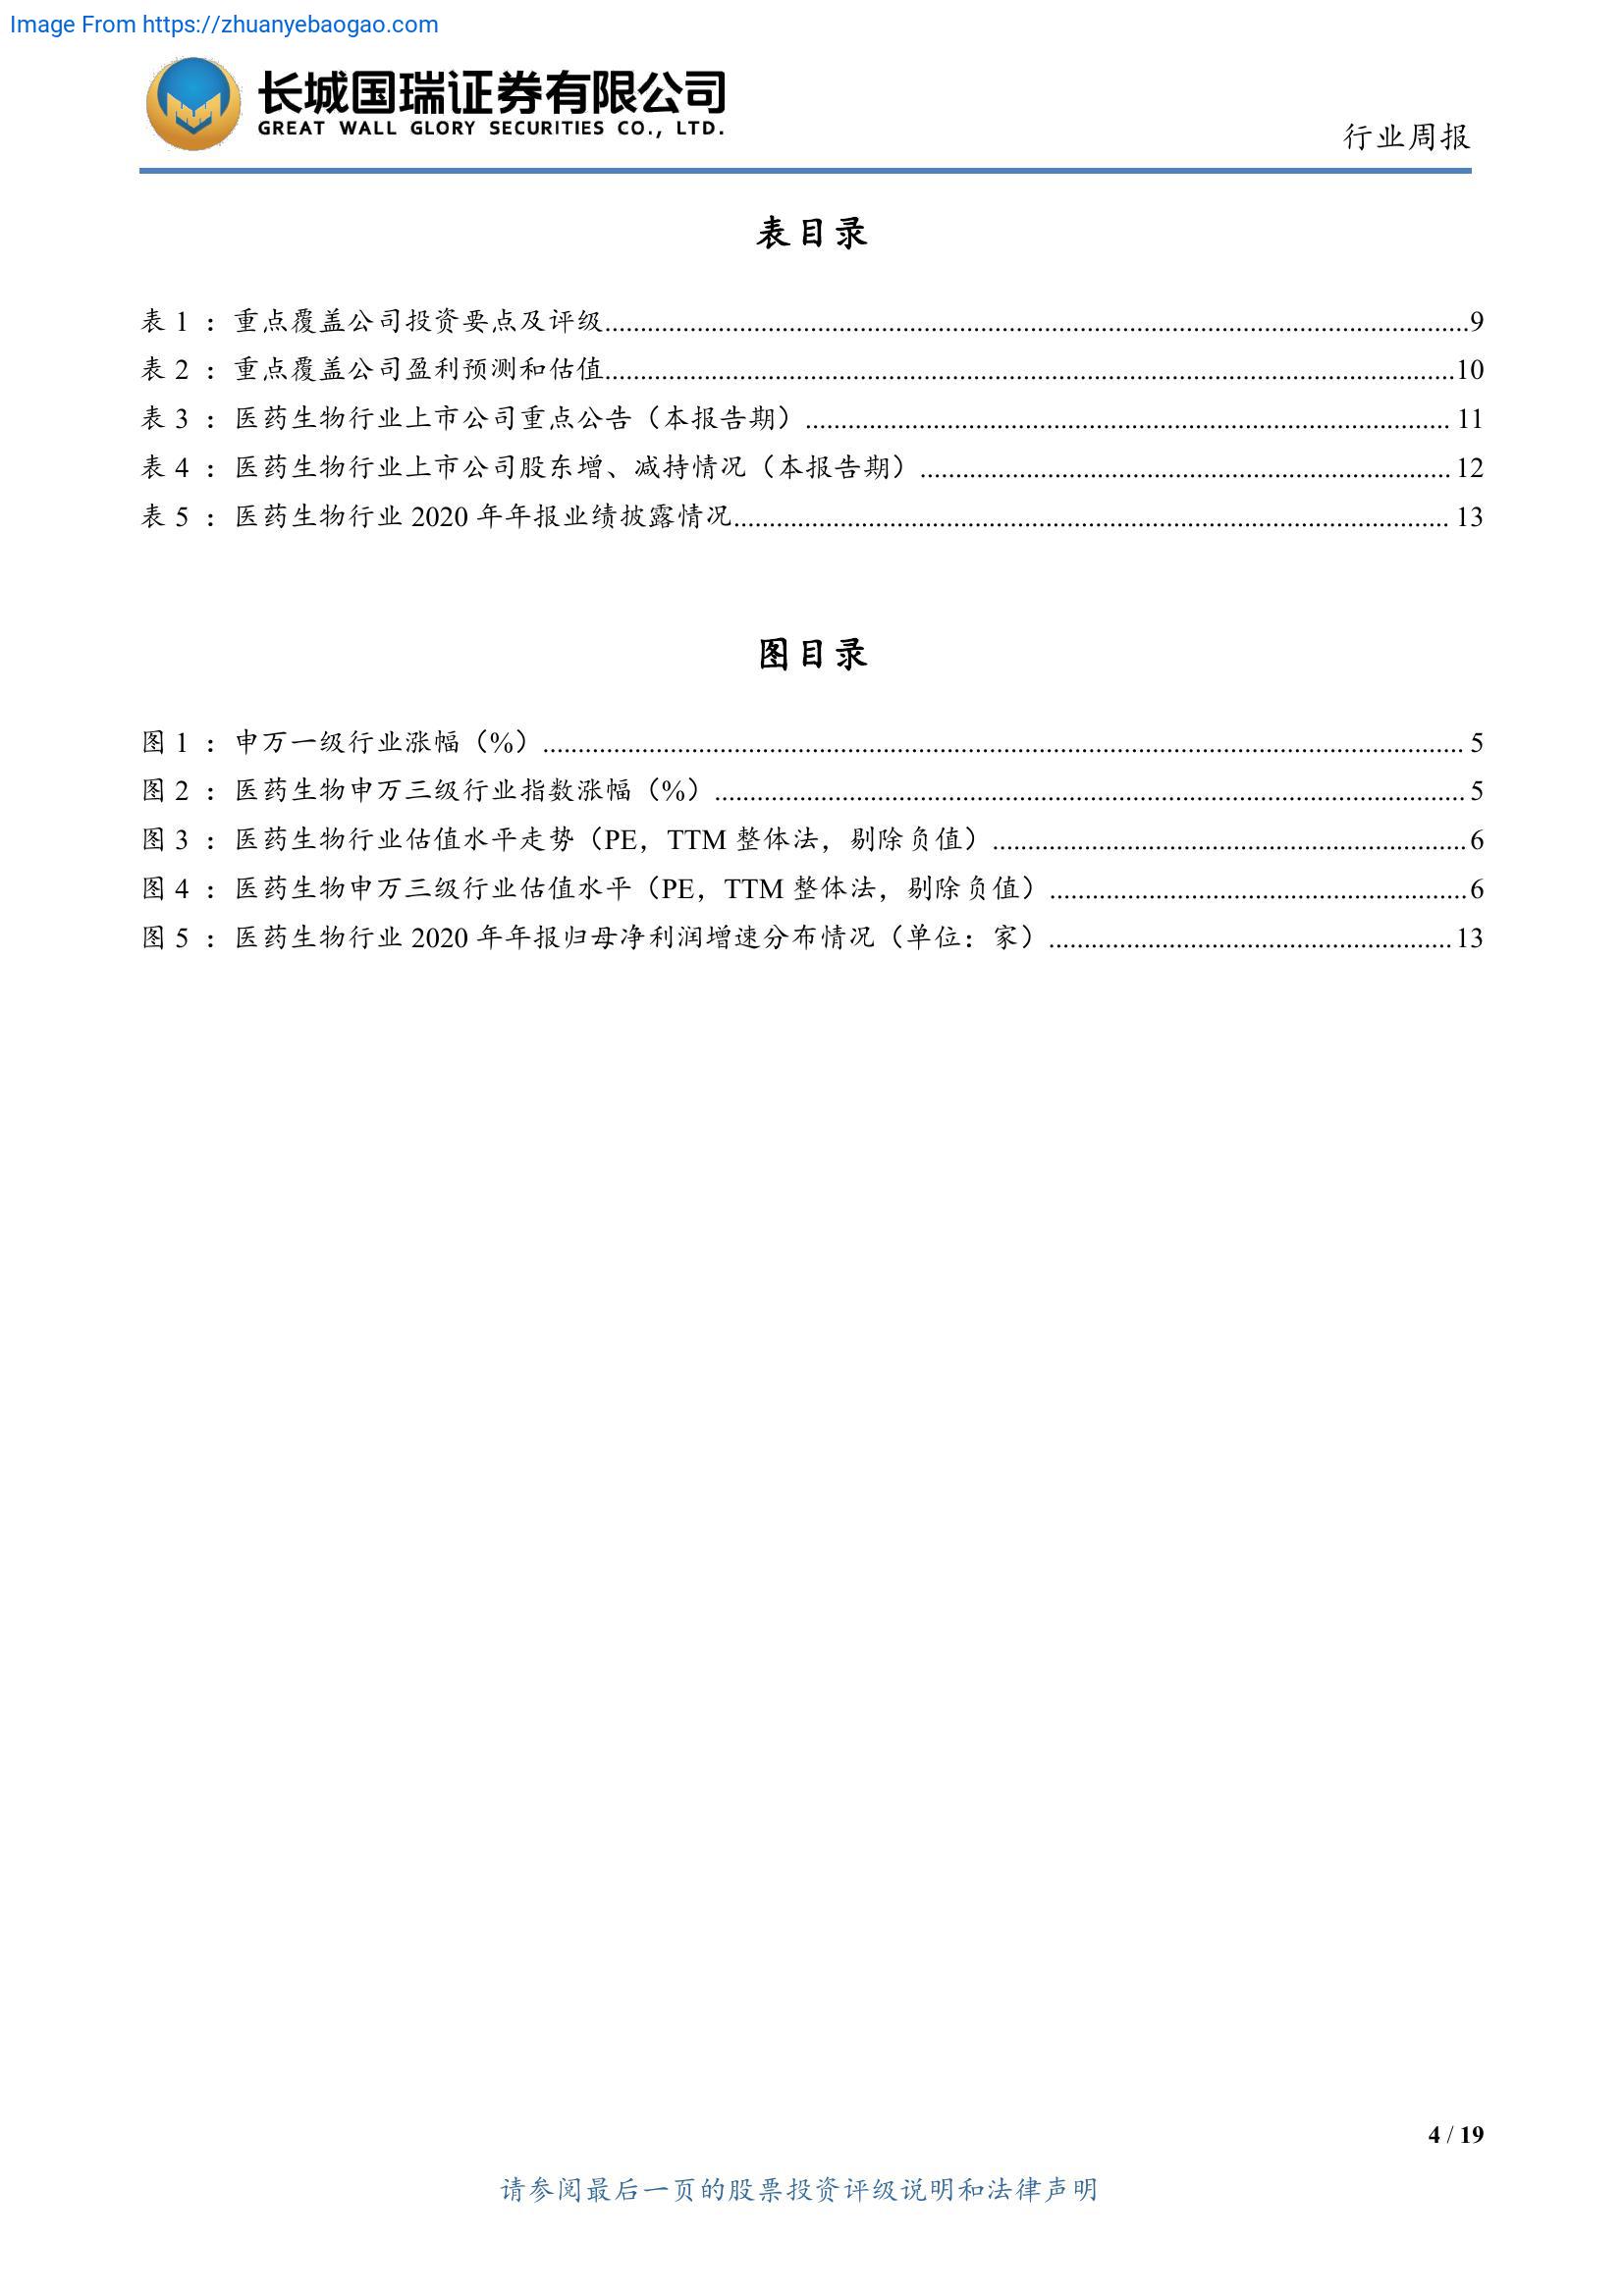 Image From https://zhuanyebaogao.com
长城国瑞证券有限公司
GREAT WALL GLORY SECURITIES CO., LTD.
行业周报
表目录
表 1 ：重点覆盖公司投资要点及评级........................................................9
表 2 ：重点覆盖公司盈利预测和估值........................................................10
表 3 ：医药生物行业上市公司重点公告（本报告期）........................................................ 11
表 4 ：医药生物行业上市公司股东增、减持情况（本报告期）........................................................ 12
表 5 ：医药生物行业 2020 年年报业绩披露情况........................................................ 13
图目录
图 1 ：申万一级行业涨幅（%）........................................................ 5
图 2 ：医药生物申万三级行业指数涨幅（%）........................................................ 5
图 3 ：医药生物行业估值水平走势（PE，TTM 整体法，剔除负值）........................................................6
图 4 ：医药生物申万三级行业估值水平（PE，TTM 整体法，剔除负值）........................................................6
图 5 ：医药生物行业 2020 年年报归母净利润增速分布情况（单位：家）........................................................13
4 / 19
请参阅最后一页的股票投资评级说明和法律声明